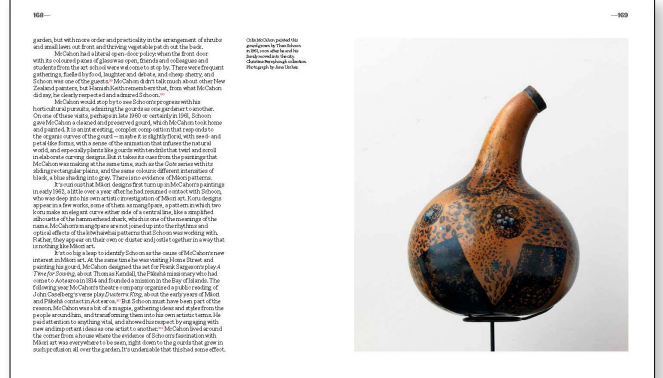 168—
garden, but with more order and practicality in the arrangement of shrubs
and small lawn out front and thriving vegetable patch out the back.
McCahon had a literal open-door policy: when the front door
with its coloured panes of glass was open, friends and colleagues and
students from the art school were welcome to stop by. There were frequent
gatherings, fuelled by food, laughter and debate, and cheap sherry, and
Schoon was one of the guests. McCahon didn't talk much about other New
Zealand painters, but Hamish Keith remembers that, from what McCahon
did say, he clearly respected and admired Schoon.
McCahon would stop by to see Schoon's progress with his
horticultural pursuits, admiring the gourds as one gardener to another.
On one of these visits, perhaps in late 1960 or certainly in 1961, Schoon
gave McCahon a cleaned and preserved gourd, which McCahon took home
and painted. It is an interesting, complex composition that responds to
the organic curves of the gourd — maybe it is slightly floral, with seed- and
petal-like forms, with a sense of the animation that infuses the natural
world, and especially plants like gourds with tendrils that twirl and scroll
in elaborate curving designs. But it takes its cues from the paintings that
McCahon was making at the same time, such as the Gate series with its
sliding rectangular planes, and the same colours: different intensities of
black, a blue shading into grey. There is no evidence of Māori patterns.
It's curious that Māori designs first turn up in McCahon's paintings
in early 1962, a little over a year after he had resumed contact with Schoon,
who was deep into his own artistic investigation of Māori art. Koru designs
appear in a few works, some of them as mangōpare, a pattern in which two
koru make an elegant curve either side of a central line, like a simplified
silhouette of the hammerhead shark, which is one of the meanings of the
name. McCahon's mangōpare are not joined up into the rhythms and
optical effects of the kōwhaiwhai patterns that Schoon was working with.
Rather, they appear on their own or cluster and jostle together in a way that
is nothing like Māori art.
It's too big a leap to identify Schoon as the cause of McCahon's new
interest in Māori art. At the same time he was visiting Home Street and
painting his gourd, McCahon designed the set for Frank Sargeson's play A
Time for Sowing, about Thomas Kendall, the Pākehā missionary who had
come to Aotearoa in 1814 and founded a mission in the Bay of Islands. The
following year McCahon's theatre company organised a public reading of
John Caselberg's verse play Duaterra King, about the early years of Māori
and Pākehā contact in Aotearoa. But Schoon must have been part of the
reason. McCahon was a bit of a magpie, gathering ideas and styles from the
people around him, and transforming them into his own artistic terms. He
paid attention to anything vital, and showed his respect by engaging with
new and important ideas as one artist to another. McCahon lived around
the corner from a house where the evidence of Schoon's fascination with
Māori art was everywhere to be seen, right down to the gourds that grew in
such profusion all over the garden. It's undeniable that this had some effect.
Colin McCahon painted this
gourd grown by Theo Schoon
in 1961, soon after he and his
family moved into the city.
Photograph by
—169